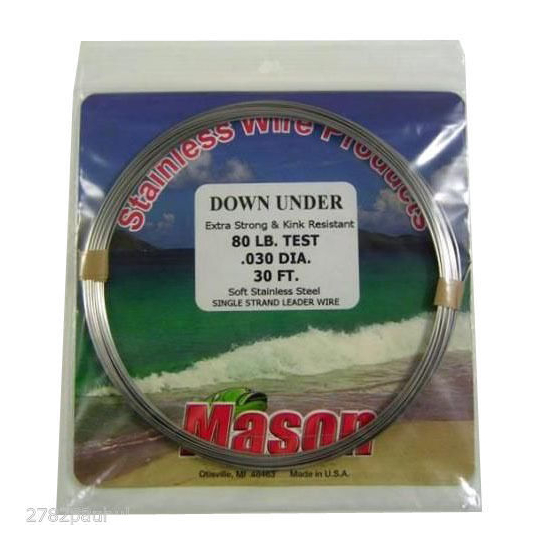 Stainless Wire Products
DOWN UNDER
Extra Strong & Kink Resistant
80 LB. TEST
.030 DIA.
30 FT.
Soft Stainless Steel
SINGLE STRAND LEADER WIRE
Mason
Otisville, MI 48463 Made in U.S.A.